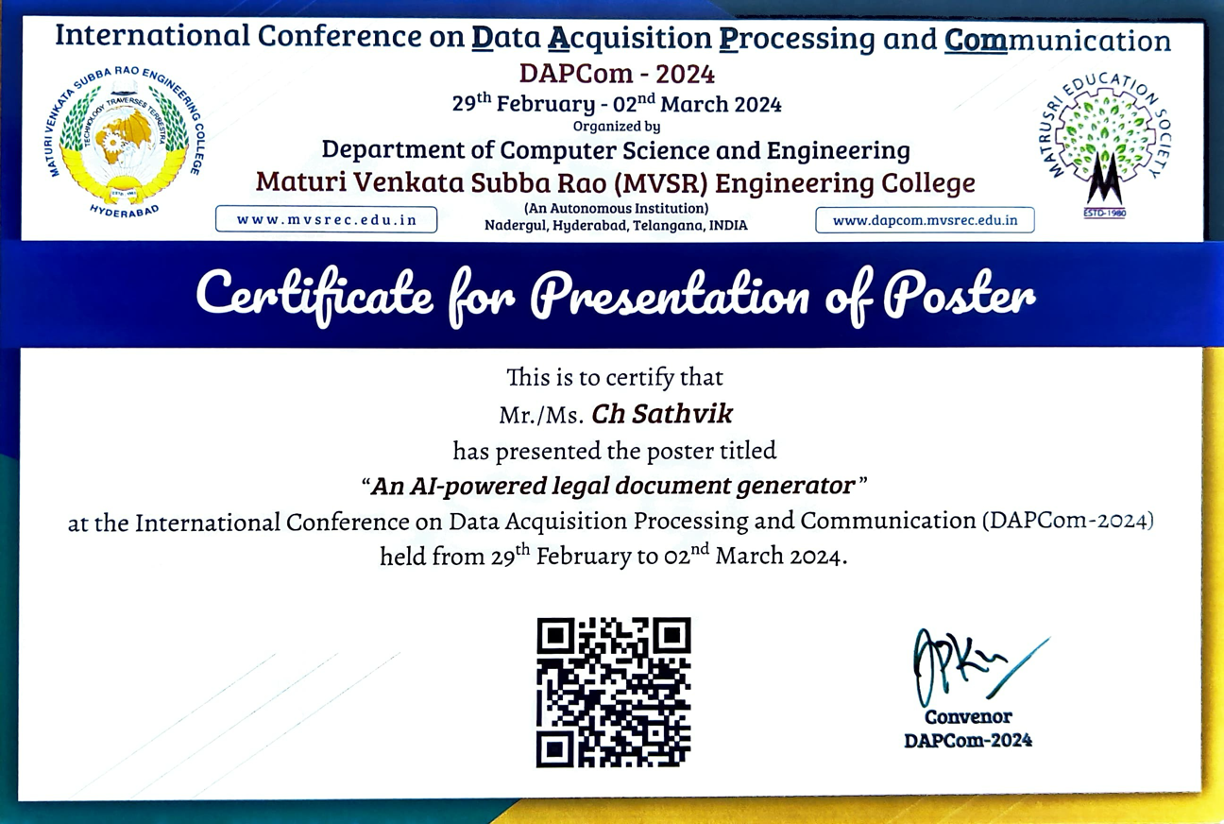 International Conference on Data Acquisition Processing and Communication
DAPCom - 2024
29th February - 02nd March 2024
Organized by
Department of Computer Science and Engineering
Maturi Venkata Subba Rao (MVSR) Engineering College
(An Autonomous Institution)
Nadergul, Hyderabad, Telangana, INDIA
www.mvsrec.edu.in
www.dapcom.mvsrec.edu.in
MATURI VENKATA SUBBA RAO ENGINEERING COLLEGE
TECHNOLOGY TRAVERSES TERRESTRA
HYDERABAD
MATRUSRI EDUCATION SOCIETY
M
ESTD-1980
Certificate for Presentation of Poster
This is to certify that
Mr./Ms. Ch Sathvik
has presented the poster titled
“An AI-powered legal document generator”
at the International Conference on Data Acquisition Processing and Communication (DAPCom-2024)
held from 29th February to 02nd March 2024.
Convenor
DAPCom-2024